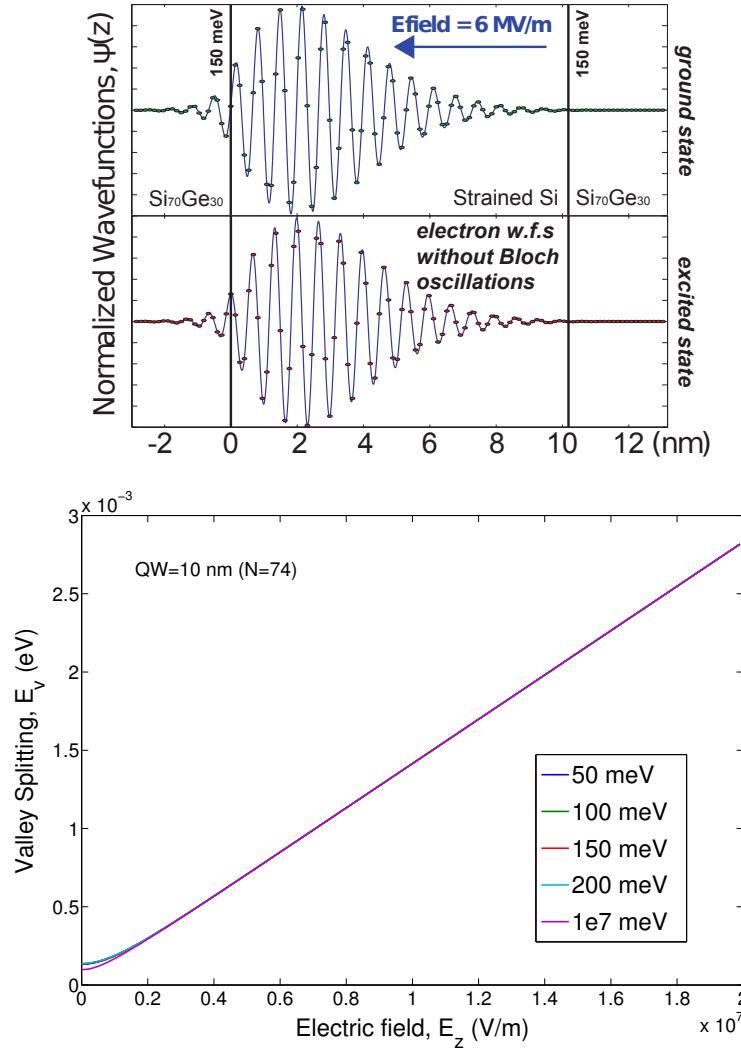 Normalized Wavefunctions, Ψ(z)
150 meV
Efield = 6 MV/m
150 meV
ground state
Si70Ge30
Strained Si
Si70Ge30
electron w.f.s
without Bloch
oscillations
excited state
-2 0 2 4 6 8 10 12 (nm)
x 10⁻³
3
2.5
2
1.5
1
0.5
0
Valley Splitting, E_v (eV)
QW=10 nm (N=74)
50 meV
100 meV
150 meV
200 meV
1e7 meV
0 0.2 0.4 0.6 0.8 1 1.2 1.4 1.6 1.8 2
x 10⁷
Electric field, E_z (V/m)